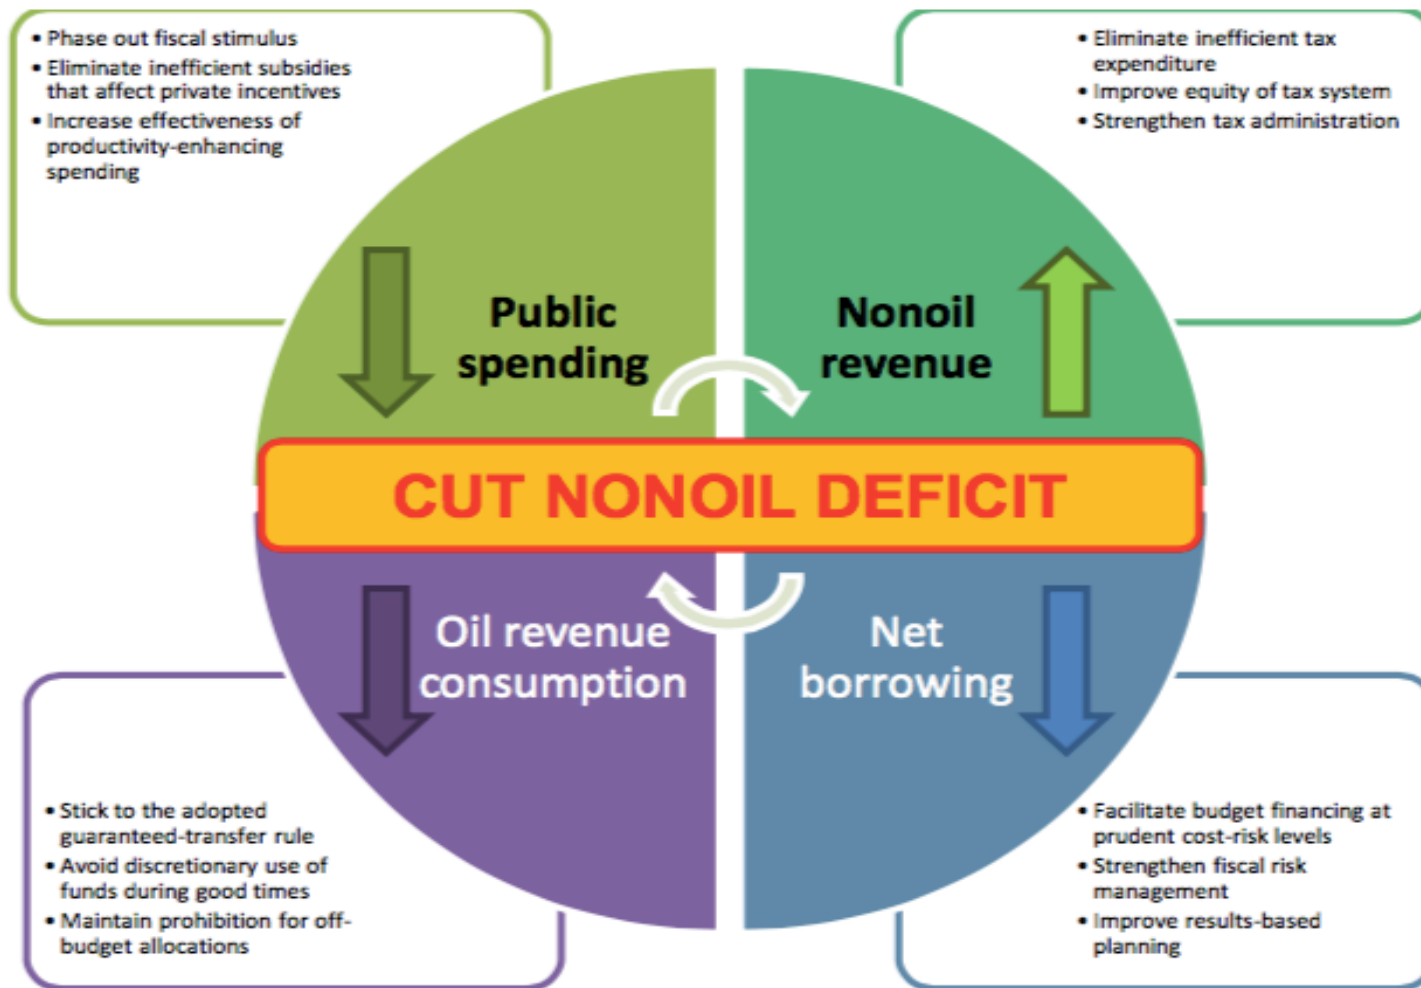 • Phase out fiscal stimulus
• Eliminate inefficient subsidies
that affect private incentives
• Increase effectiveness of
productivity-enhancing
spending
• Eliminate inefficient tax
expenditure
• Improve equity of tax system
• Strengthen tax administration
Public
spending
Nonoil
revenue
CUT NONOIL DEFICIT
Oil revenue
consumption
Net
borrowing
• Stick to the adopted
guaranteed-transfer rule
• Avoid discretionary use of
funds during good times
• Maintain prohibition for off-
budget allocations
• Facilitate budget financing at
prudent cost-risk levels
• Strengthen fiscal risk
management
• Improve results-based
planning